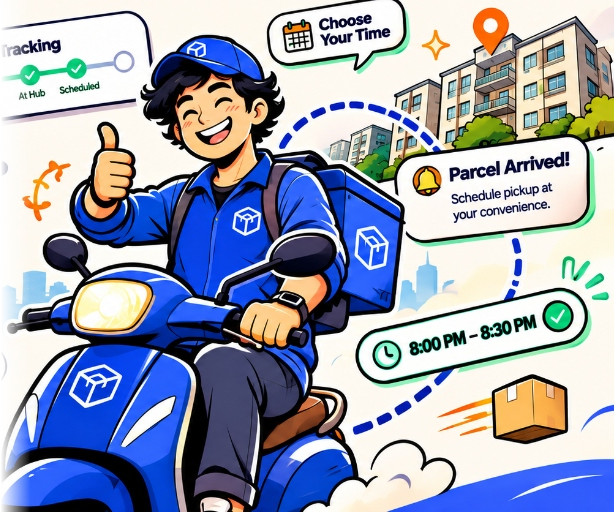 Tracking
At Hub Scheduled
Choose
Your Time
Parcel Arrived!
Schedule pickup at
your convenience.
8:00 PM – 8:30 PM